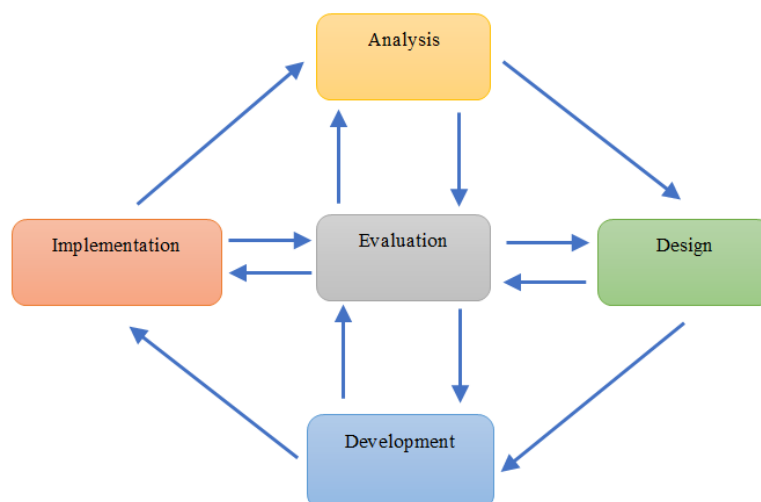 Analysis
Implementation
Evaluation
Design
Development